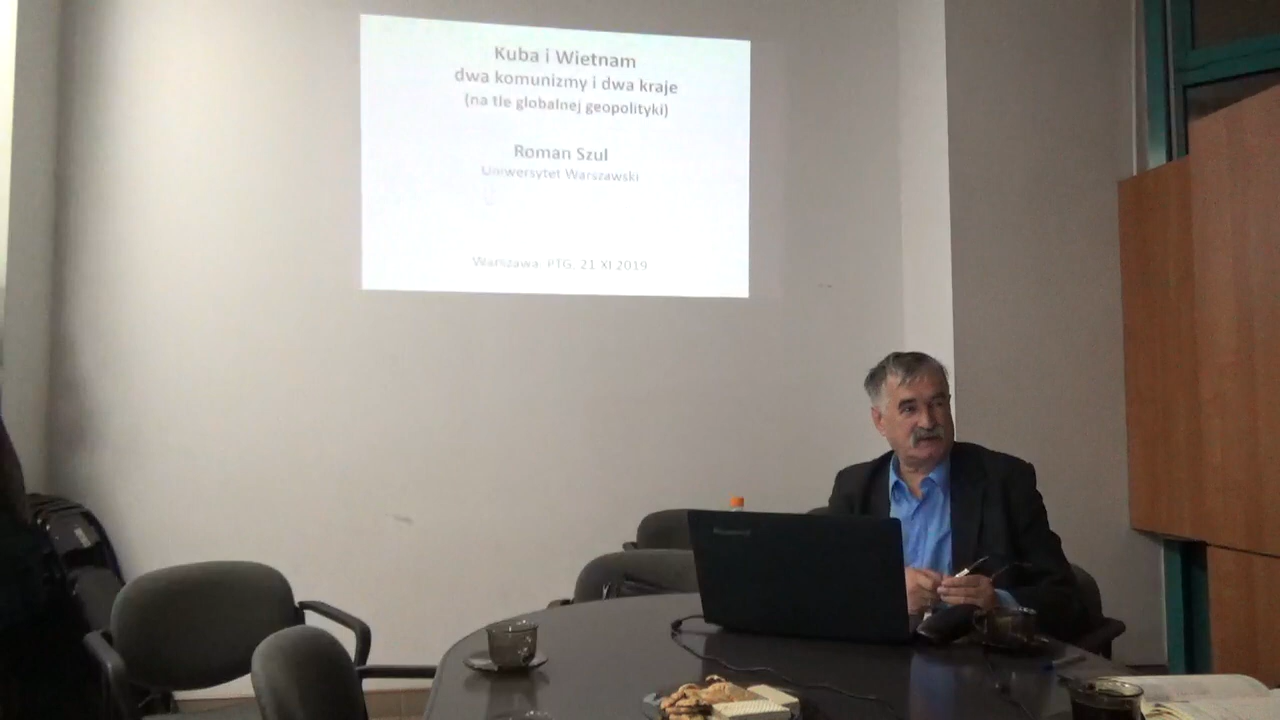 Kuba i Wietnam
dwa komunizmy i dwa kraje
(na tle globalnej geopolityki)
Roman Szul
Uniwersytet Warszawski
Warszawa, PTG, 21 XI 2019